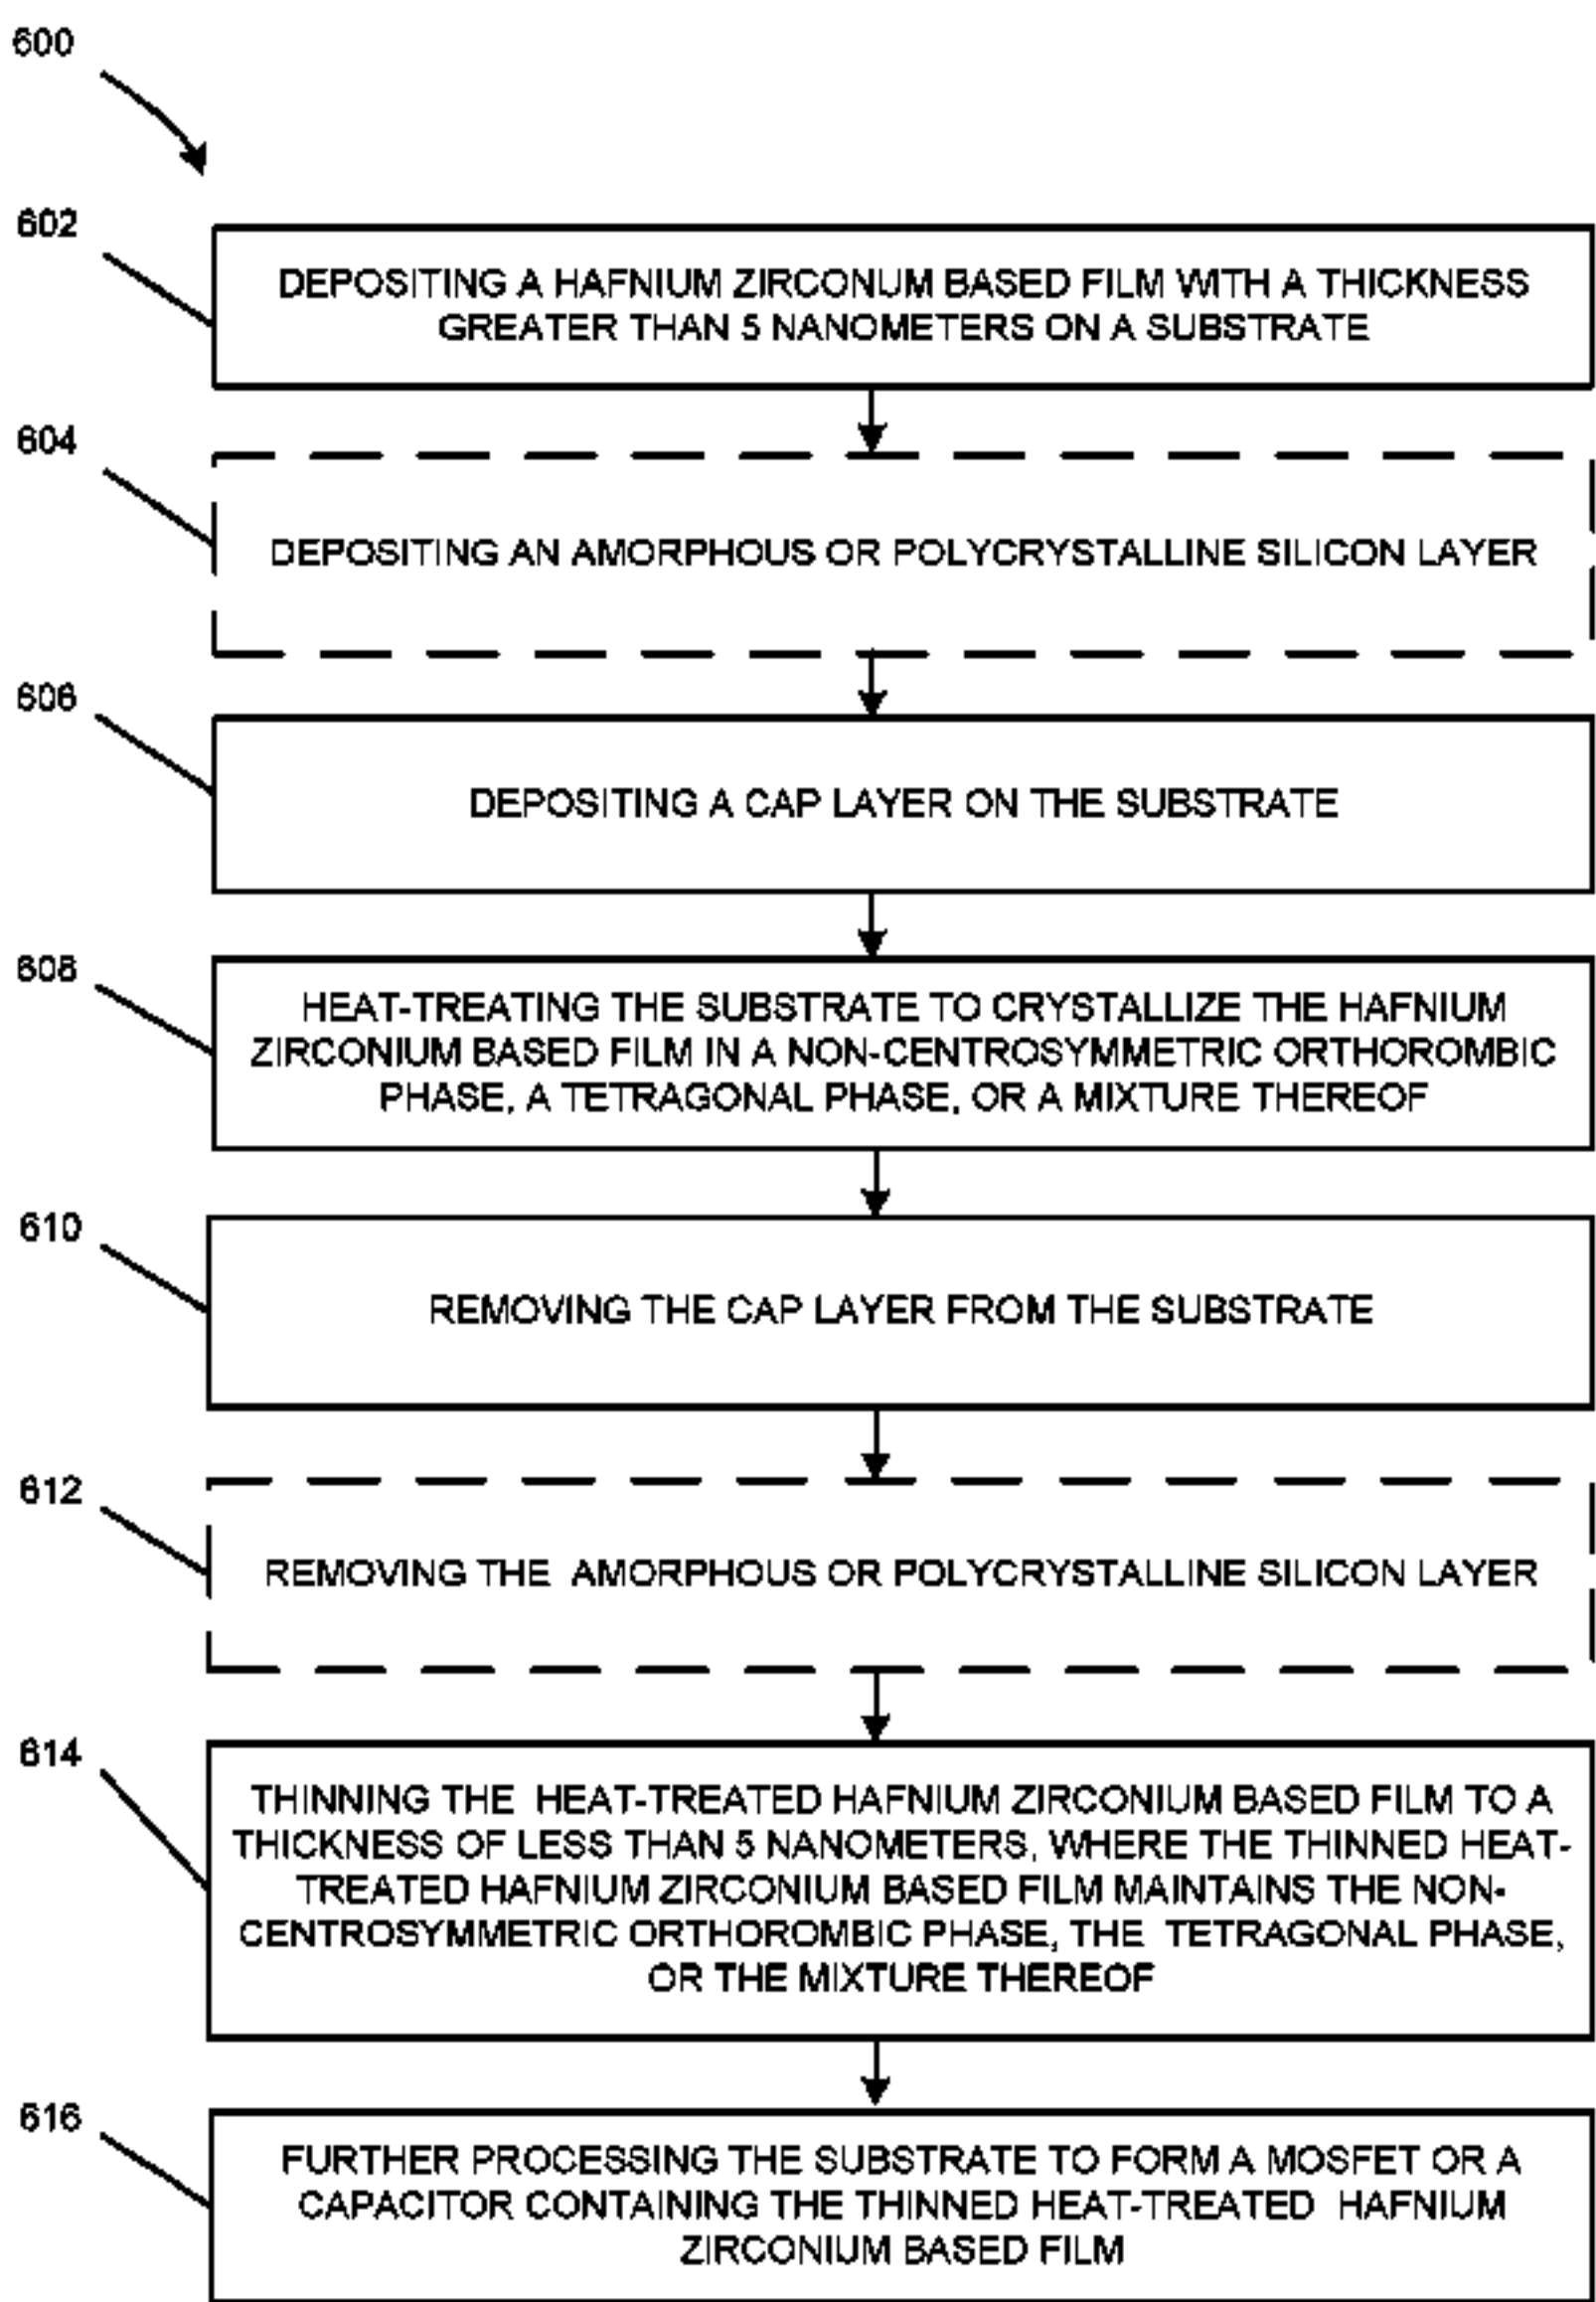 600
602
DEPOSITING A HAFNIUM ZIRCONUM BASED FILM WITH A THICKNESS
GREATER THAN 5 NANOMETERS ON A SUBSTRATE
604
DEPOSITING AN AMORPHOUS OR POLYCRYSTALLINE SILICON LAYER
606
DEPOSITING A CAP LAYER ON THE SUBSTRATE
608
HEAT-TREATING THE SUBSTRATE TO CRYSTALLIZE THE HAFNIUM
ZIRCONIUM BASED FILM IN A NON-CENTROSYMMETRIC ORTHOROMBIC
PHASE, A TETRAGONAL PHASE, OR A MIXTURE THEREOF
610
REMOVING THE CAP LAYER FROM THE SUBSTRATE
612
REMOVING THE AMORPHOUS OR POLYCRYSTALLINE SILICON LAYER
614
THINNING THE HEAT-TREATED HAFNIUM ZIRCONIUM BASED FILM TO A
THICKNESS OF LESS THAN 5 NANOMETERS, WHERE THE THINNED HEAT-
TREATED HAFNIUM ZIRCONIUM BASED FILM MAINTAINS THE NON-
CENTROSYMMETRIC ORTHOROMBIC PHASE, THE TETRAGONAL PHASE,
OR THE MIXTURE THEREOF
616
FURTHER PROCESSING THE SUBSTRATE TO FORM A MOSFET OR A
CAPACITOR CONTAINING THE THINNED HEAT-TREATED HAFNIUM
ZIRCONIUM BASED FILM